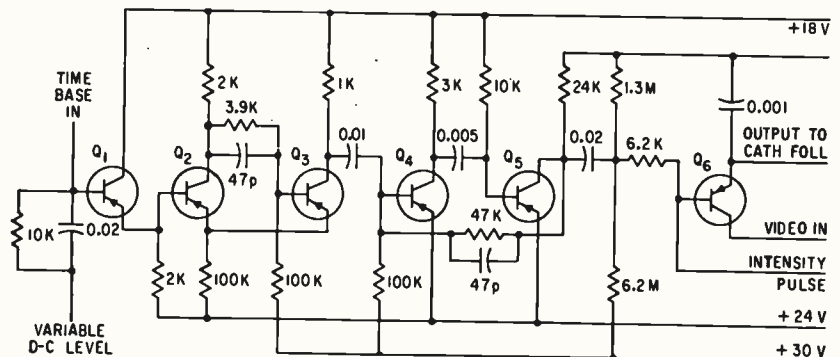 +18 V
2K
1K
3K
10K
24K
1.3M
TIME
BASE
IN
3.9K
0.01
0.005
0.02
6.2K
0.001
OUTPUT TO
CATH FOLL
Q1
Q2
47p
Q3
Q4
Q5
Q6
10K
0.02
47K
VIDEO IN
2K
100K
100K
100K
47p
6.2M
INTENSITY
PULSE
VARIABLE
D-C LEVEL
+ 24 V
+ 30 V